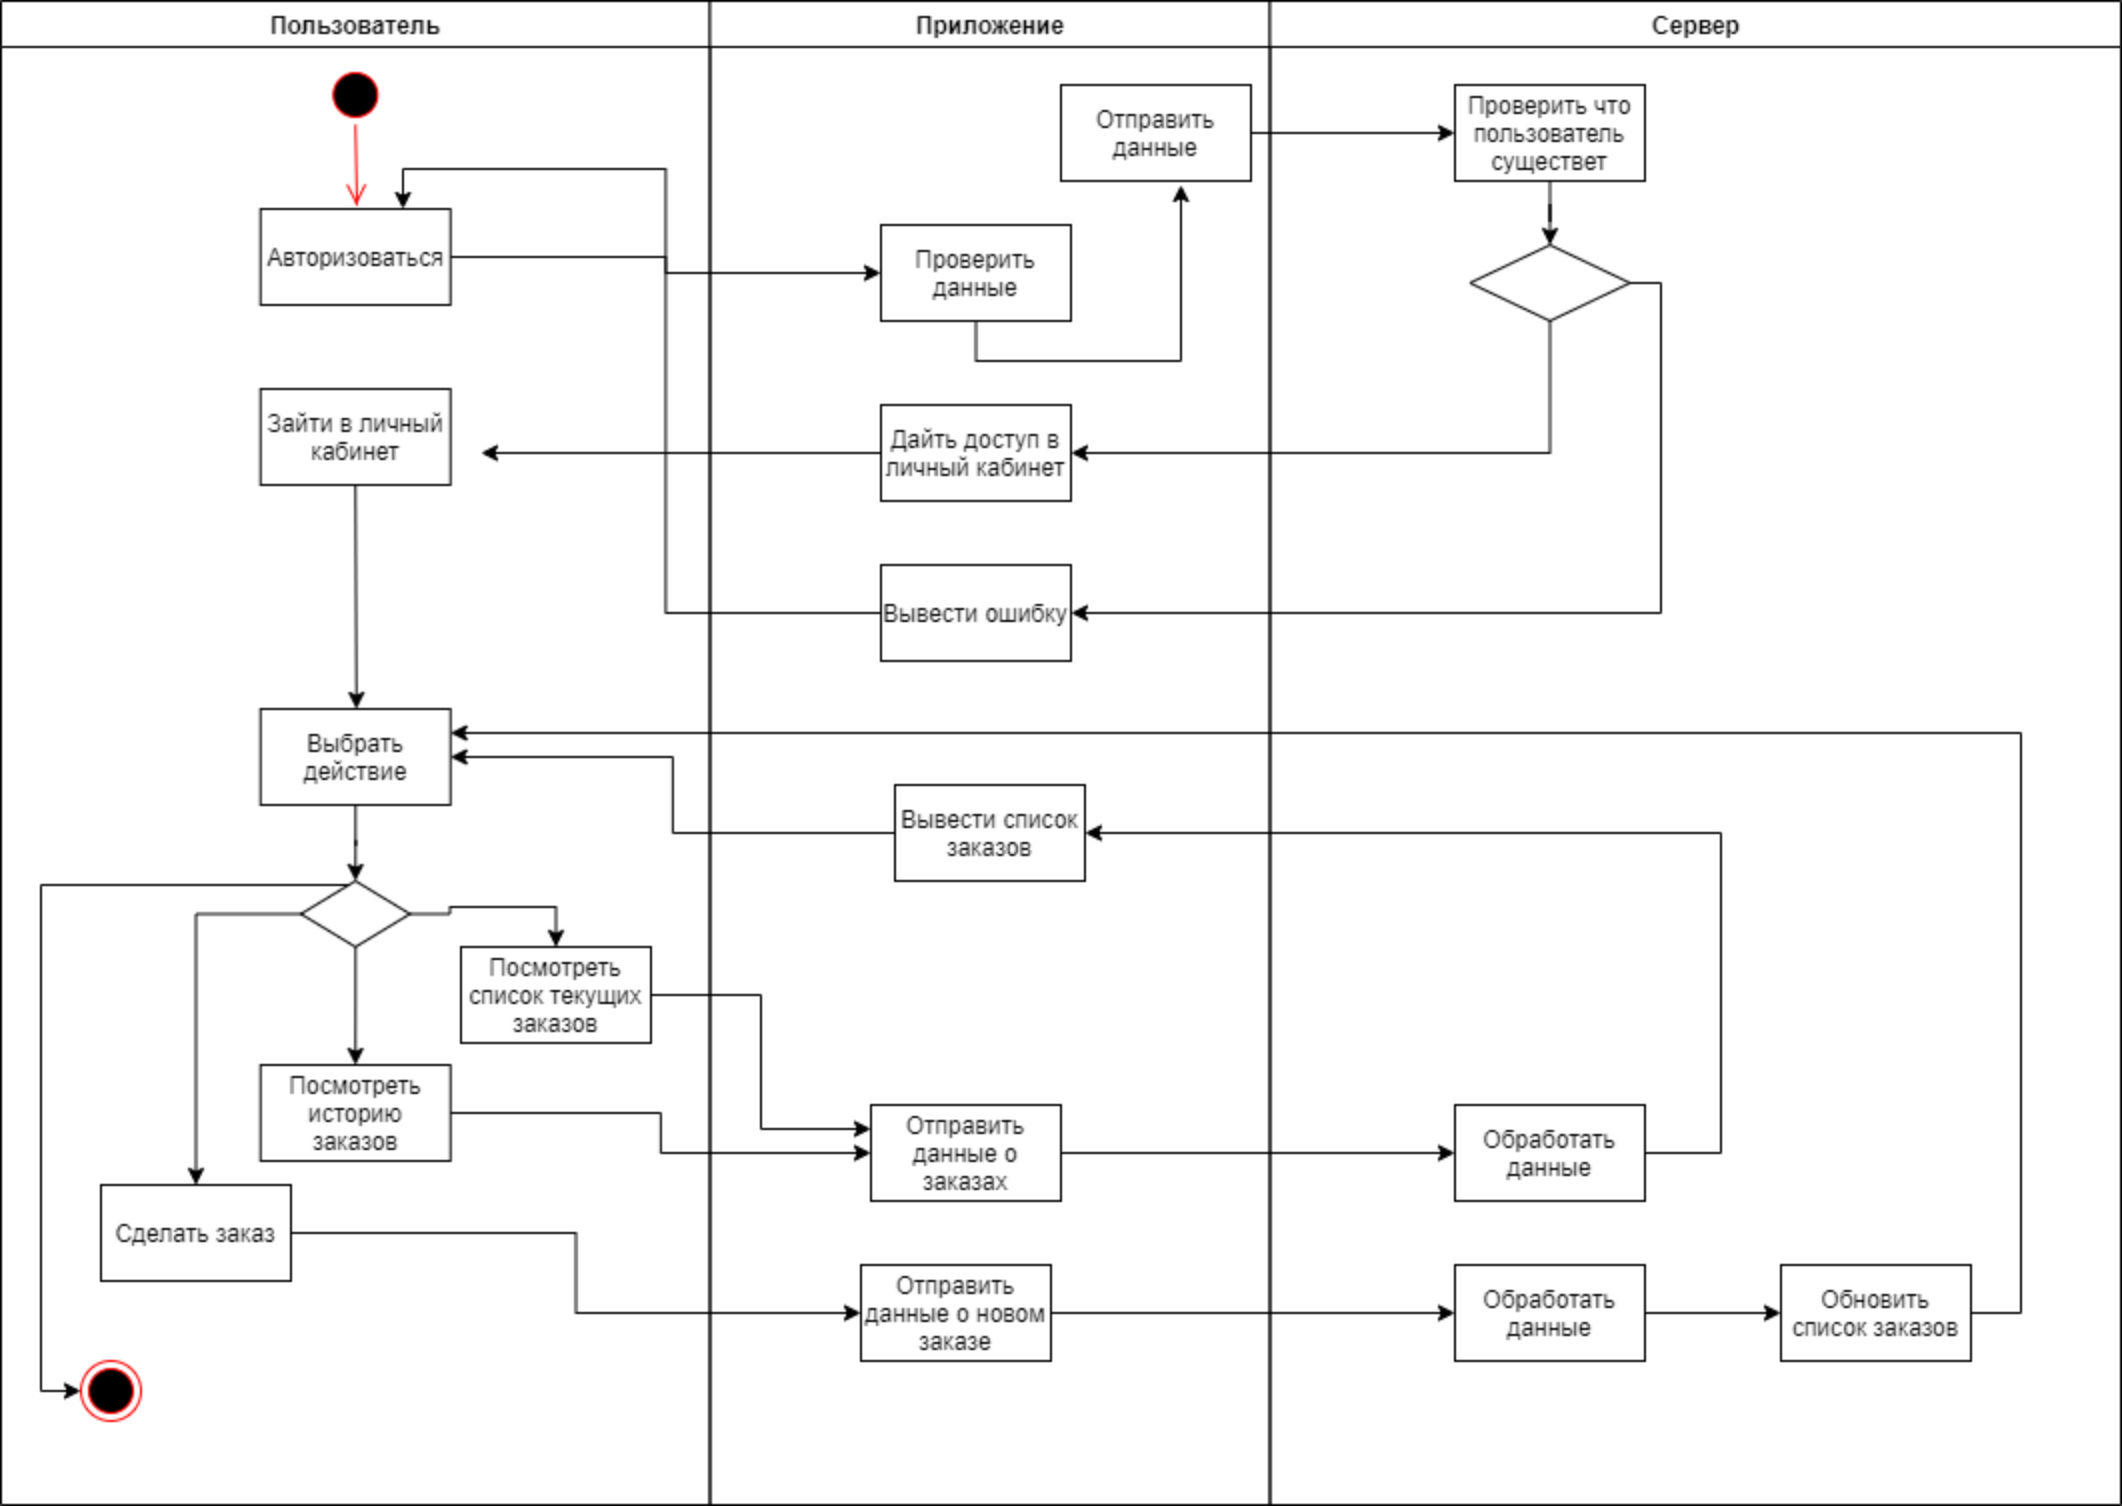 Пользователь
Приложение
Сервер
Отправить
данные
Проверить что
пользователь
существет
Авторизоваться
Проверить
данные
Зайти в личный
кабинет
Дайть доступ в
личный кабинет
Вывести ошибку
Выбрать
действие
Вывести список
заказов
Посмотреть
список текущих
заказов
Посмотреть
историю
заказов
Отправить
данные о
заказах
Обработать
данные
Сделать заказ
Отправить
данные о новом
заказе
Обработать
данные
Обновить
список заказов